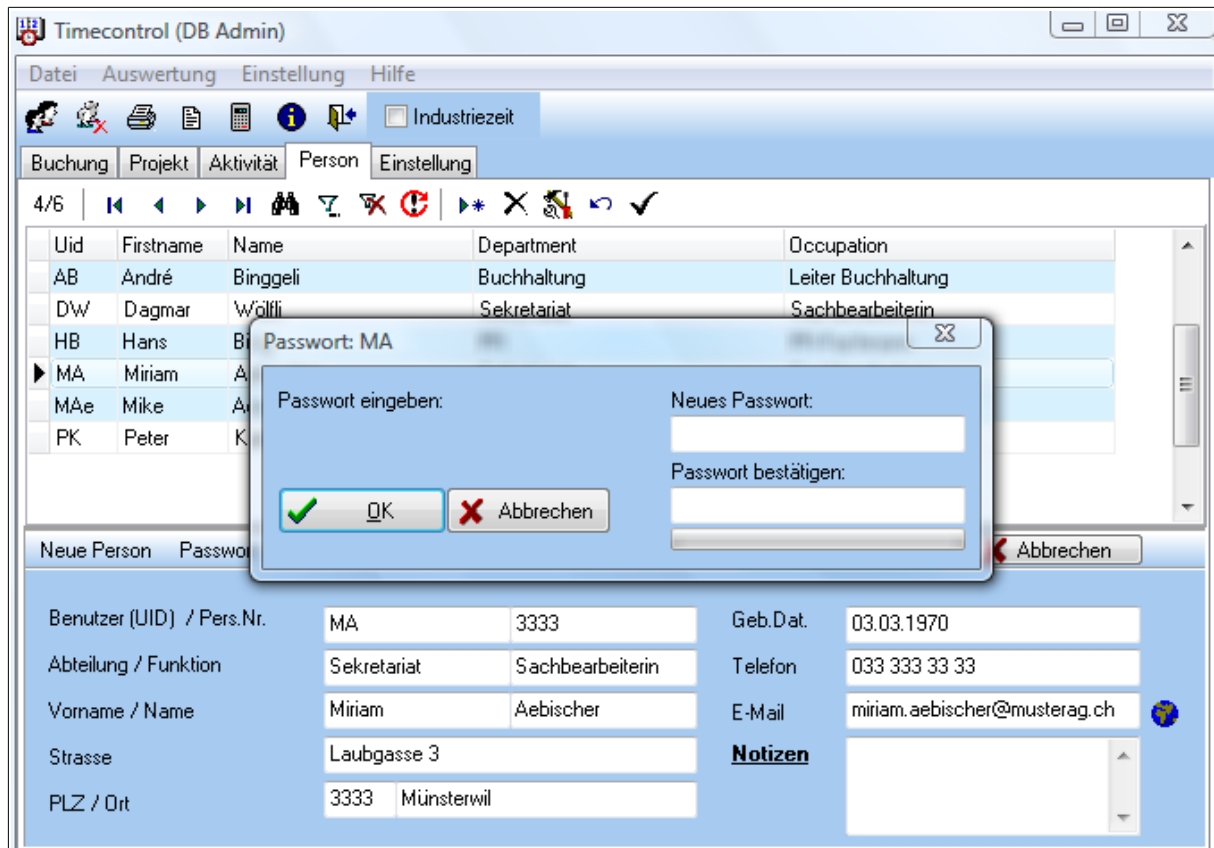 Timecontrol (DB Admin)
Datei Auswertung Einstellung Hilfe
Industriezeit
Buchung Projekt Aktivität Person Einstellung
4/6
Uid Firstname Name Department Occupation
AB André Binggeli Buchhaltung Leiter Buchhaltung
DW Dagmar Wölfli Sekretariat Sachbearbeiterin
HB Hans
MA Miriam
MAe Mike
PK Peter
Passwort: MA
Passwort eingeben:
Neues Passwort:
Passwort bestätigen:
OK Abbrechen
Neue Person Abbrechen
Benutzer (UID) / Pers.Nr. MA 3333 Geb.Dat. 03.03.1970
Abteilung / Funktion Sekretariat Sachbearbeiterin Telefon 033 333 33 33
Vorname / Name Miriam Aebischer E-Mail miriam.aebischer@musterag.ch
Strasse Laubgasse 3 Notizen
PLZ / Ort 3333 Münsterwil